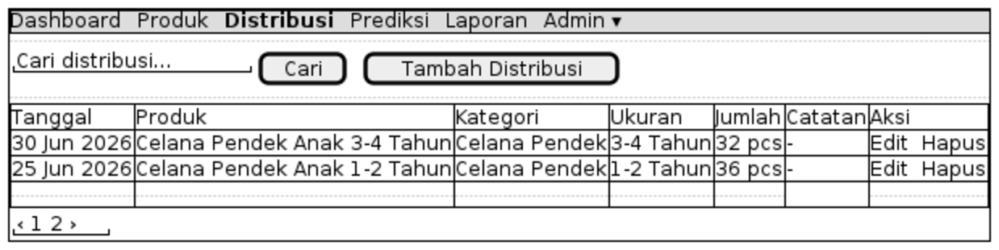 Dashboard Produk Distribusi Prediksi Laporan Admin ▾
Cari distribusi... Cari Tambah Distribusi
Tanggal Produk Kategori Ukuran Jumlah Catatan Aksi
30 Jun 2026 Celana Pendek Anak 3-4 Tahun Celana Pendek 3-4 Tahun 32 pcs - Edit Hapus
25 Jun 2026 Celana Pendek Anak 1-2 Tahun Celana Pendek 1-2 Tahun 36 pcs - Edit Hapus
‹ 1 2 ›